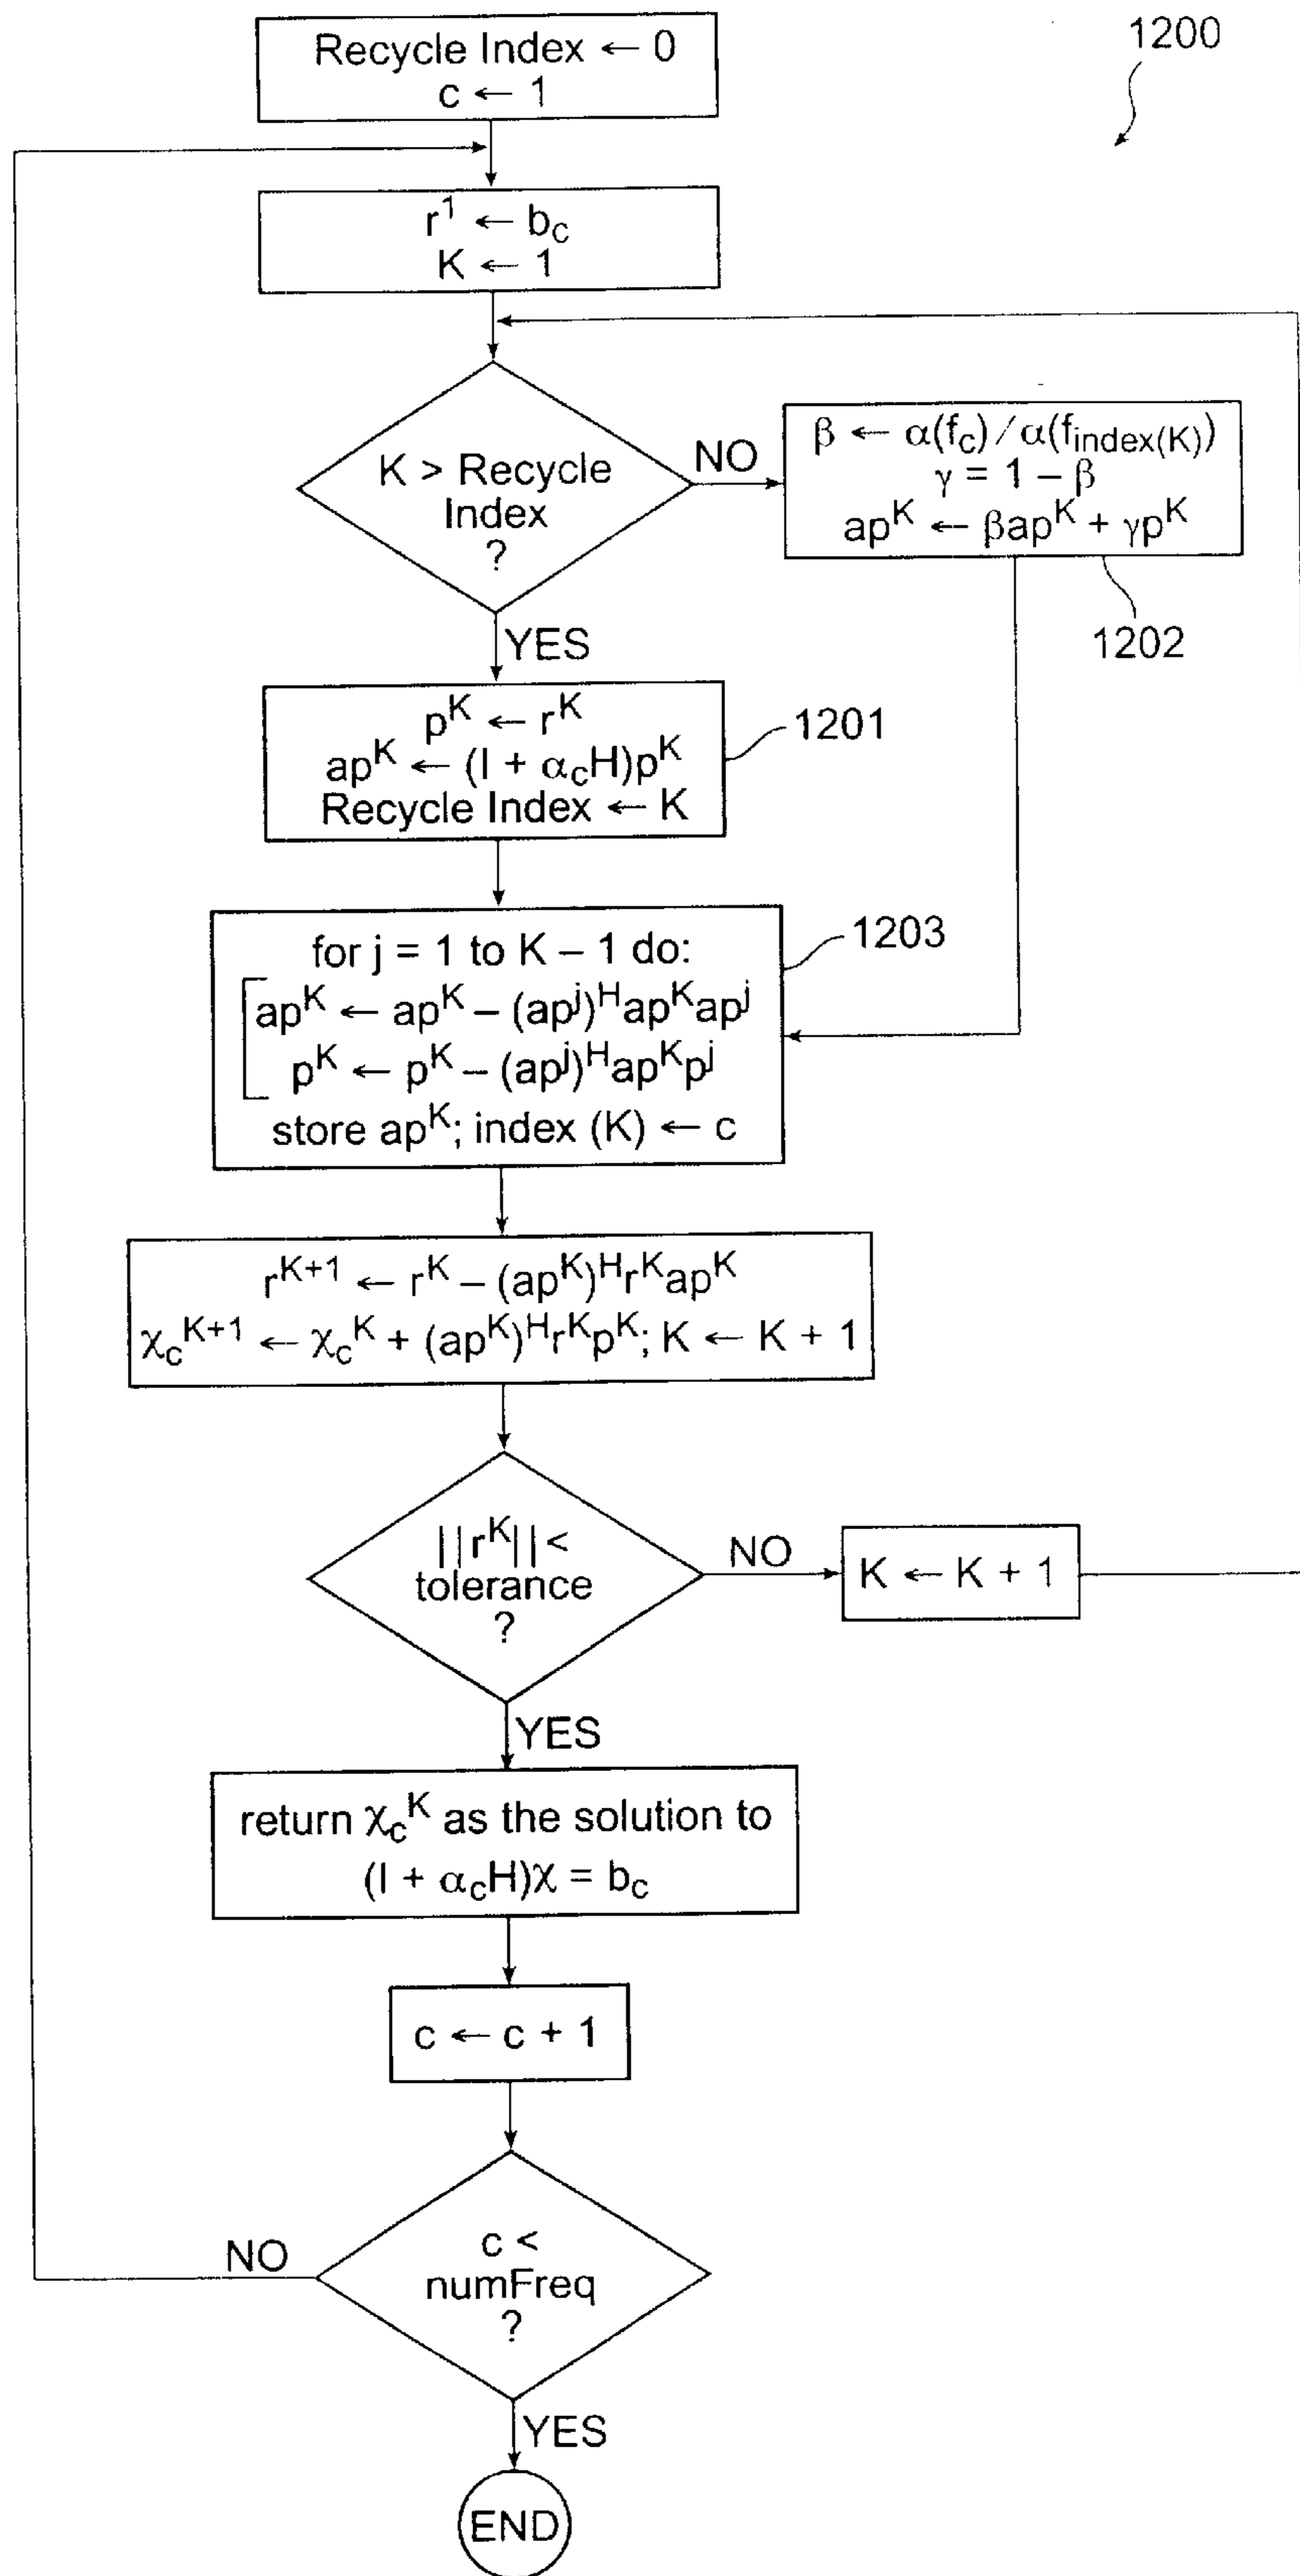 1200
Recycle Index ← 0
c ← 1
r¹ ← b_c
K ← 1
K > Recycle
Index
?
NO
β ← α(f_c) / α(f_index(K))
γ = 1 – β
ap^K ← βap^K + γp^K
1202
YES
p^K ← r^K
ap^K ← (I + α_cH)p^K
Recycle Index ← K
1201
for j = 1 to K – 1 do:
ap^K ← ap^K – (ap^j)^H ap^K ap^j
p^K ← p^K – (ap^j)^H ap^K p^j
store ap^K; index (K) ← c
1203
r^K+1 ← r^K – (ap^K)^H r^K ap^K
χ_c^K+1 ← χ_c^K + (ap^K)^H r^K p^K; K ← K + 1
||r^K|| <
tolerance
?
NO
K ← K + 1
YES
return χ_c^K as the solution to
(I + α_cH)χ = b_c
c ← c + 1
c <
numFreq
?
NO
YES
END